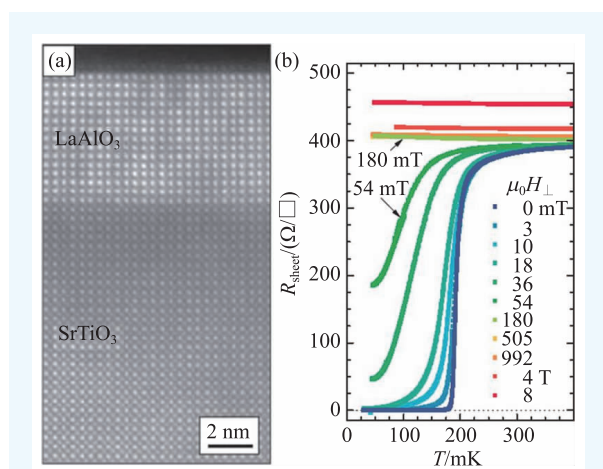 (a)
LaAlO₃
SrTiO₃
2 nm
(b)
R_sheet/(Ω/□)
500
400
300
200
100
0
180 mT
54 mT
μ₀H⊥
0 mT
3
10
18
36
54
180
505
992
4 T
8
0
100
200
300
T/mK